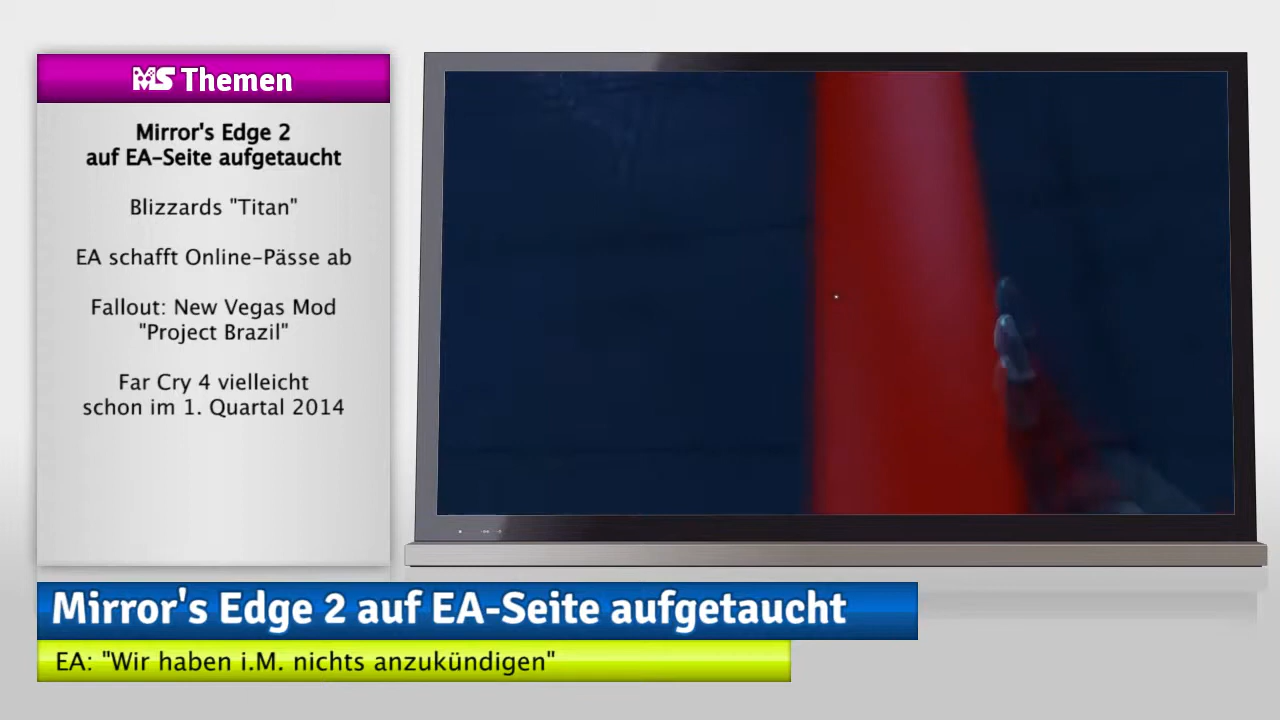 MS Themen
Mirror's Edge 2
auf EA-Seite aufgetaucht
Blizzards "Titan"
EA schafft Online-Pässe ab
Fallout: New Vegas Mod
"Project Brazil"
Far Cry 4 vielleicht
schon im 1. Quartal 2014
Mirror's Edge 2 auf EA-Seite aufgetaucht
EA: "Wir haben i.M. nichts anzukündigen"